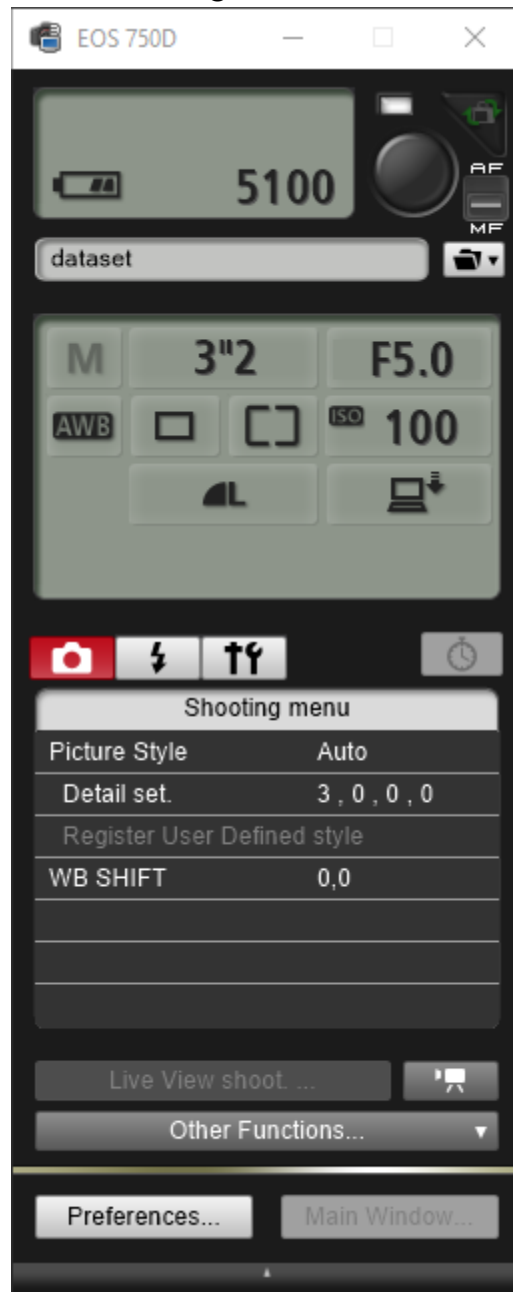 EOS 750D
5100
AF
MF
dataset
M 3"2 F5.0
AWB ISO 100
L
Shooting menu
Picture Style Auto
Detail set. 3 , 0 , 0 , 0
Register User Defined style
WB SHIFT 0,0
Live View shoot. ...
Other Functions...
Preferences... Main Window...